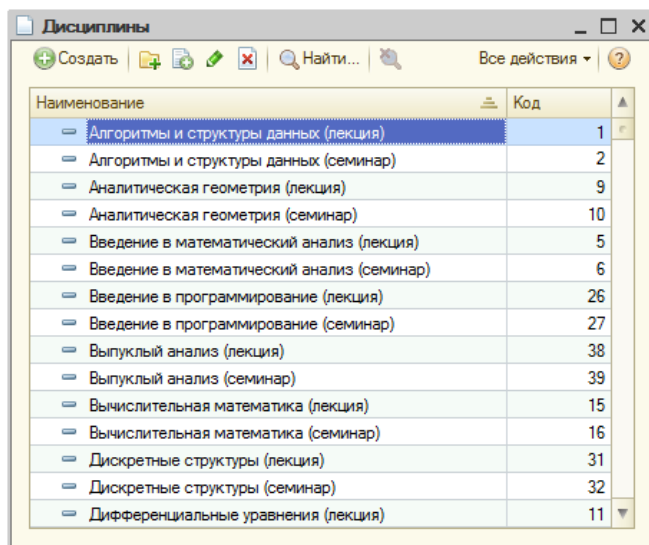 Дисциплины
Создать Найти... Все действия
Наименование Код
Алгоритмы и структуры данных (лекция) 1
Алгоритмы и структуры данных (семинар) 2
Аналитическая геометрия (лекция) 9
Аналитическая геометрия (семинар) 10
Введение в математический анализ (лекция) 5
Введение в математический анализ (семинар) 6
Введение в программирование (лекция) 26
Введение в программирование (семинар) 27
Выпуклый анализ (лекция) 38
Выпуклый анализ (семинар) 39
Вычислительная математика (лекция) 15
Вычислительная математика (семинар) 16
Дискретные структуры (лекция) 31
Дискретные структуры (семинар) 32
Дифференциальные уравнения (лекция) 11